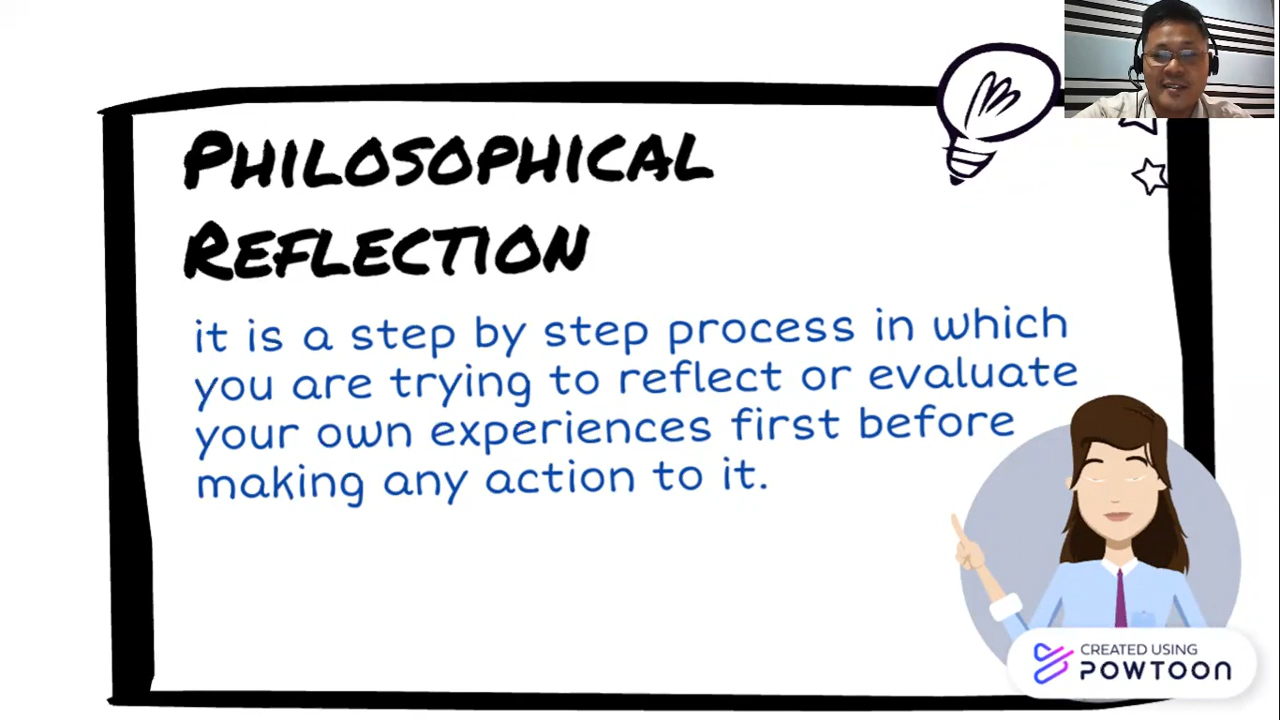 PHILOSOPHICAL
REFLECTION
it is a step by step process in which
you are trying to reflect or evaluate
your own experiences first before
making any action to it.
CREATED USING
POWTOON